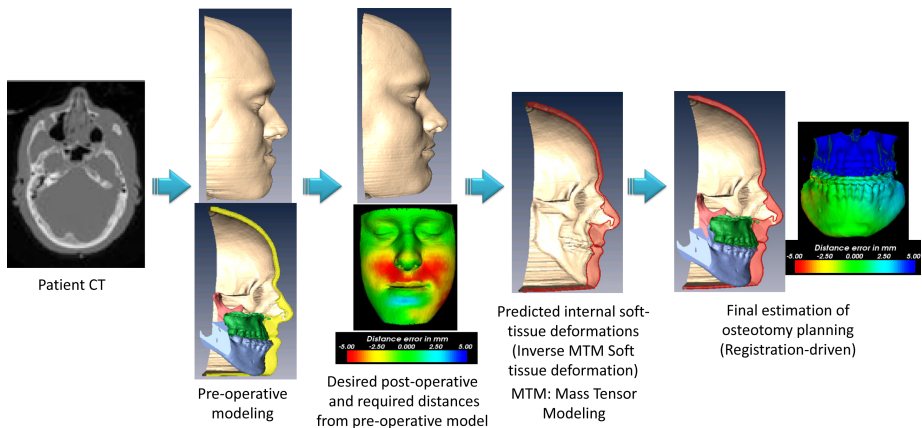 Patient CT
Pre-operative
modeling
Distance error in mm
-5.00 -2.50 0.00 2.50 5.00
Desired post-operative
and required distances
from pre-operative model
Predicted internal soft-
tissue deformations
(Inverse MTM Soft
tissue deformation)
MTM: Mass Tensor
Modeling
Distance error in mm
-5.00 -2.50 0.00 2.50 5.00
Final estimation of
osteotomy planning
(Registration-driven)